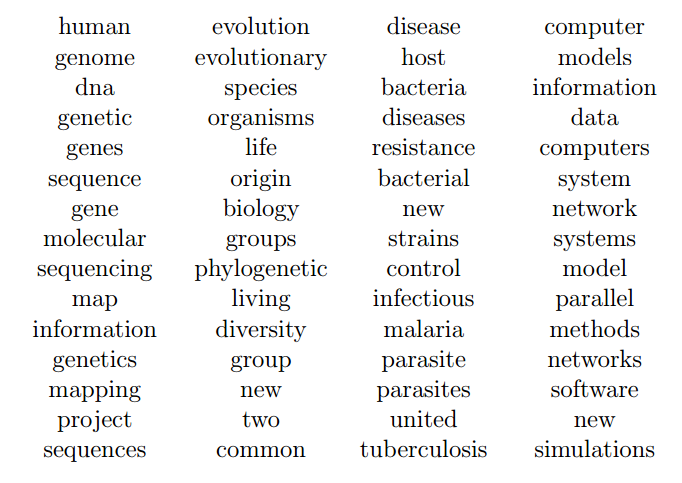 human evolution disease computer
genome evolutionary host models
dna species bacteria information
genetic organisms diseases data
genes life resistance computers
sequence origin bacterial system
gene biology new network
molecular groups strains systems
sequencing phylogenetic control model
map living infectious parallel
information diversity malaria methods
genetics group parasite networks
mapping new parasites software
project two united new
sequences common tuberculosis simulations